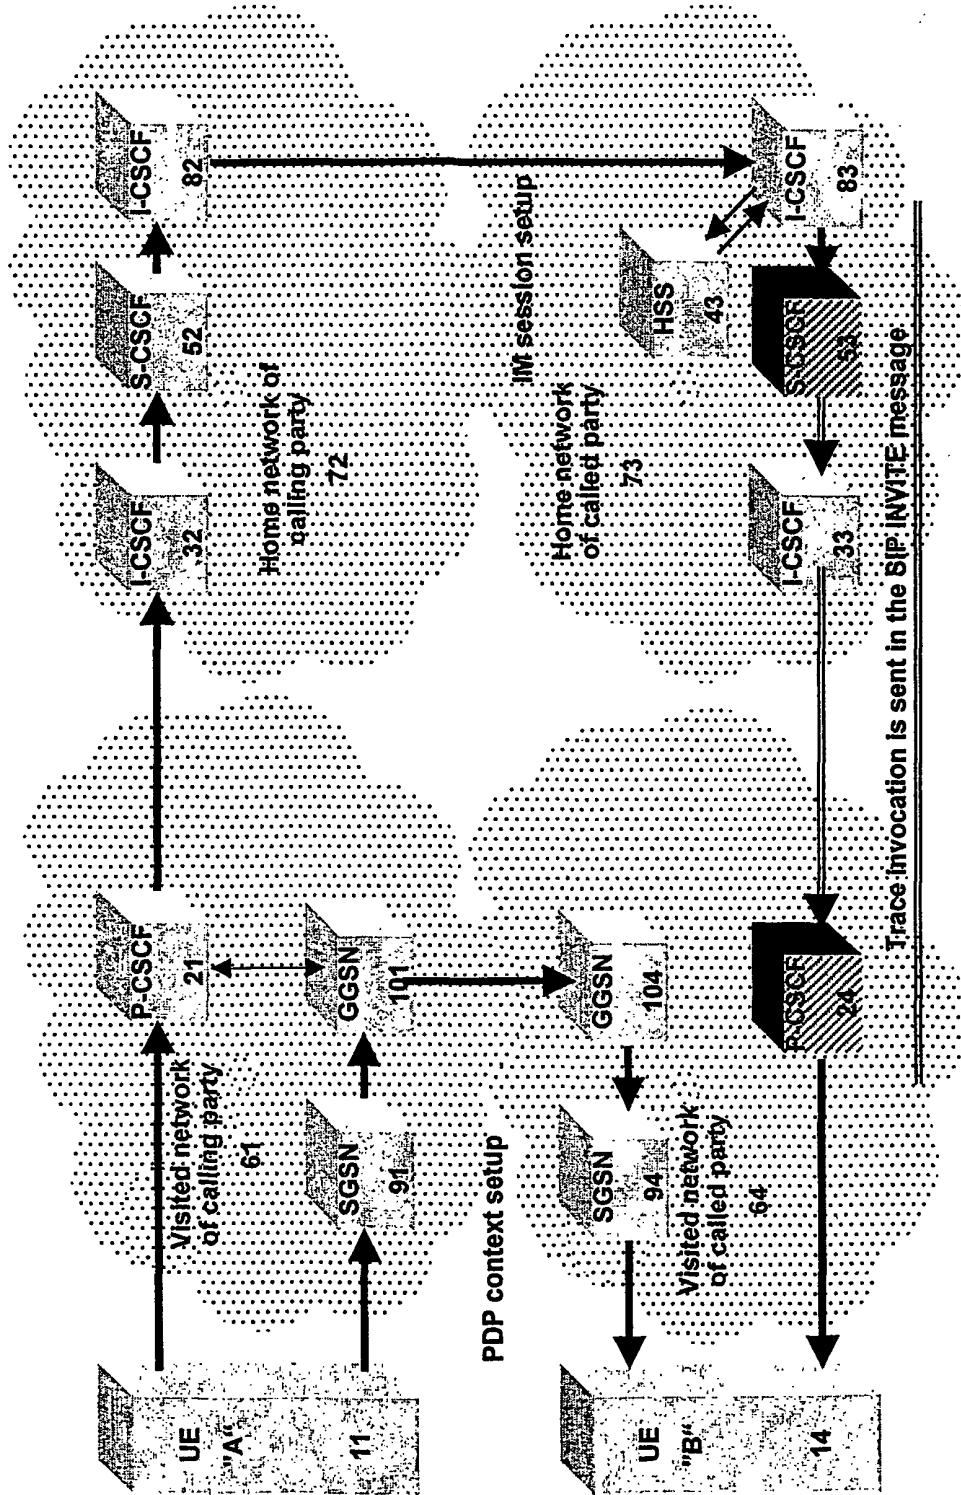 UE
"A"
11
P-CSCF
21
I-CSCF
32
S-CSCF
52
I-CSCF
82
Visited network
of calling party
61
Home network of
calling party
72
SGSN
91
GGSN
101
PDP context setup
IM session setup
UE
"B"
14
SGSN
94
GGSN
104
Home network
of called party
73
HSS
43
Visited network
of called party
64
P-CSCF
24
I-CSCF
33
S-CSCF
53
I-CSCF
83
Trace invocation is sent in the SIP INVITE message